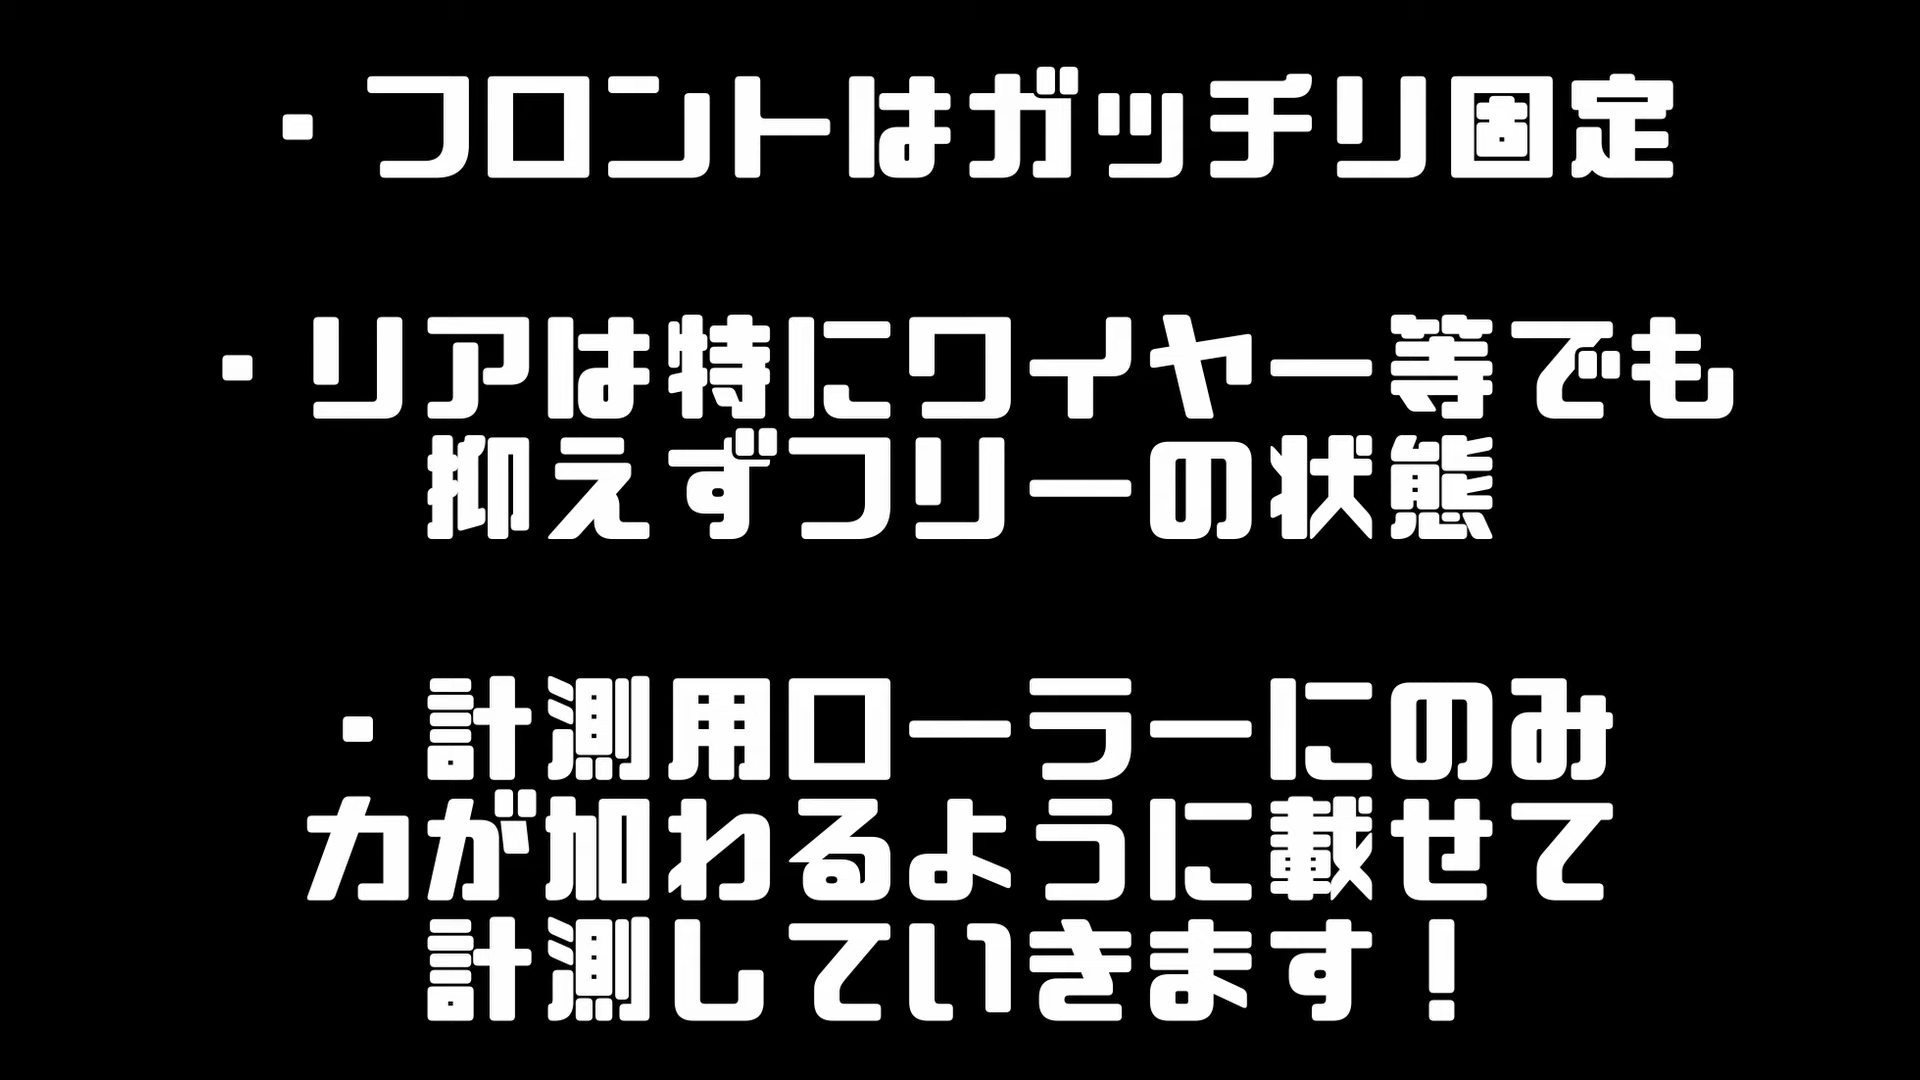 ・フロントはガッチリ固定
・リアは特にワイヤー等でも
抑えずフリーの状態
・計測用ローラーにのみ
力が加わるように載せて
計測していきます！